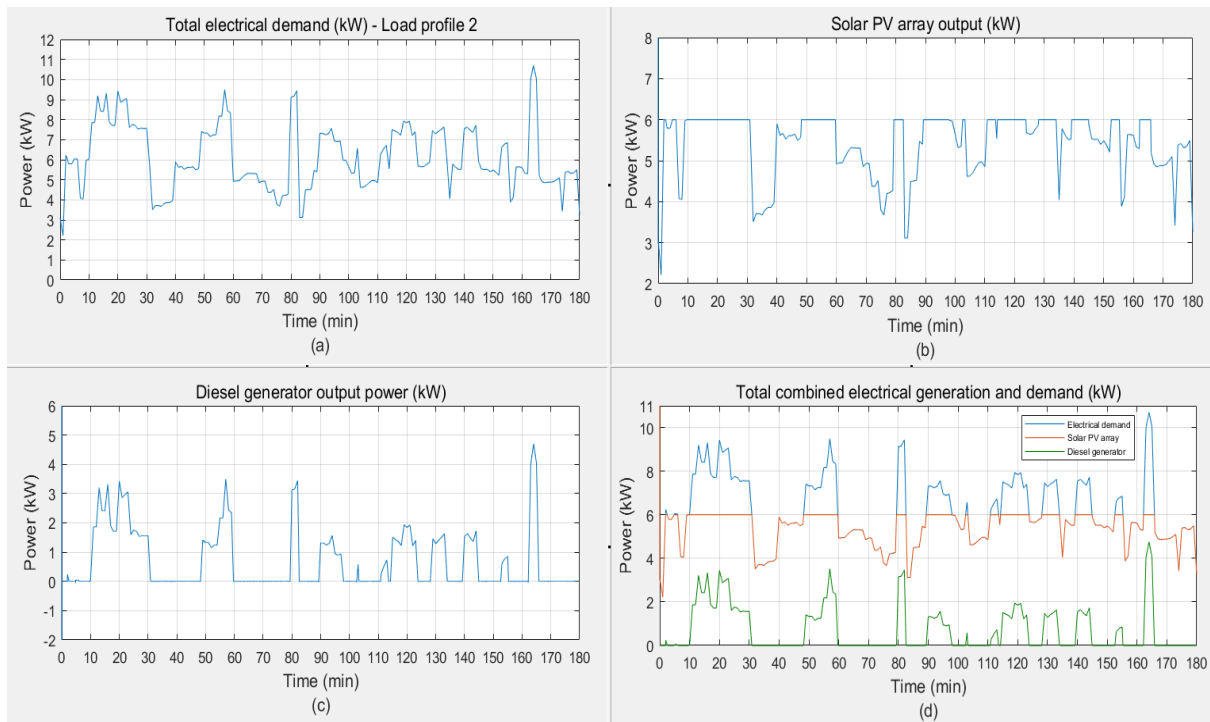 Total electrical demand (kW) - Load profile 2
Power (kW)
12
11
10
9
8
7
6
5
4
3
2
1
0
0 10 20 30 40 50 60 70 80 90 100 110 120 130 140 150 160 170 180
Time (min)
(a)
Solar PV array output (kW)
Power (kW)
8
7
6
5
4
3
2
0 10 20 30 40 50 60 70 80 90 100 110 120 130 140 150 160 170 180
Time (min)
(b)
Diesel generator output power (kW)
Power (kW)
6
5
4
3
2
1
0
-1
-2
0 10 20 30 40 50 60 70 80 90 100 110 120 130 140 150 160 170 180
Time (min)
(c)
Total combined electrical generation and demand (kW)
Power (kW)
11
10
8
6
4
2
0
Electrical demand
Solar PV array
Diesel generator
0 10 20 30 40 50 60 70 80 90 100 110 120 130 140 150 160 170 180
Time (min)
(d)